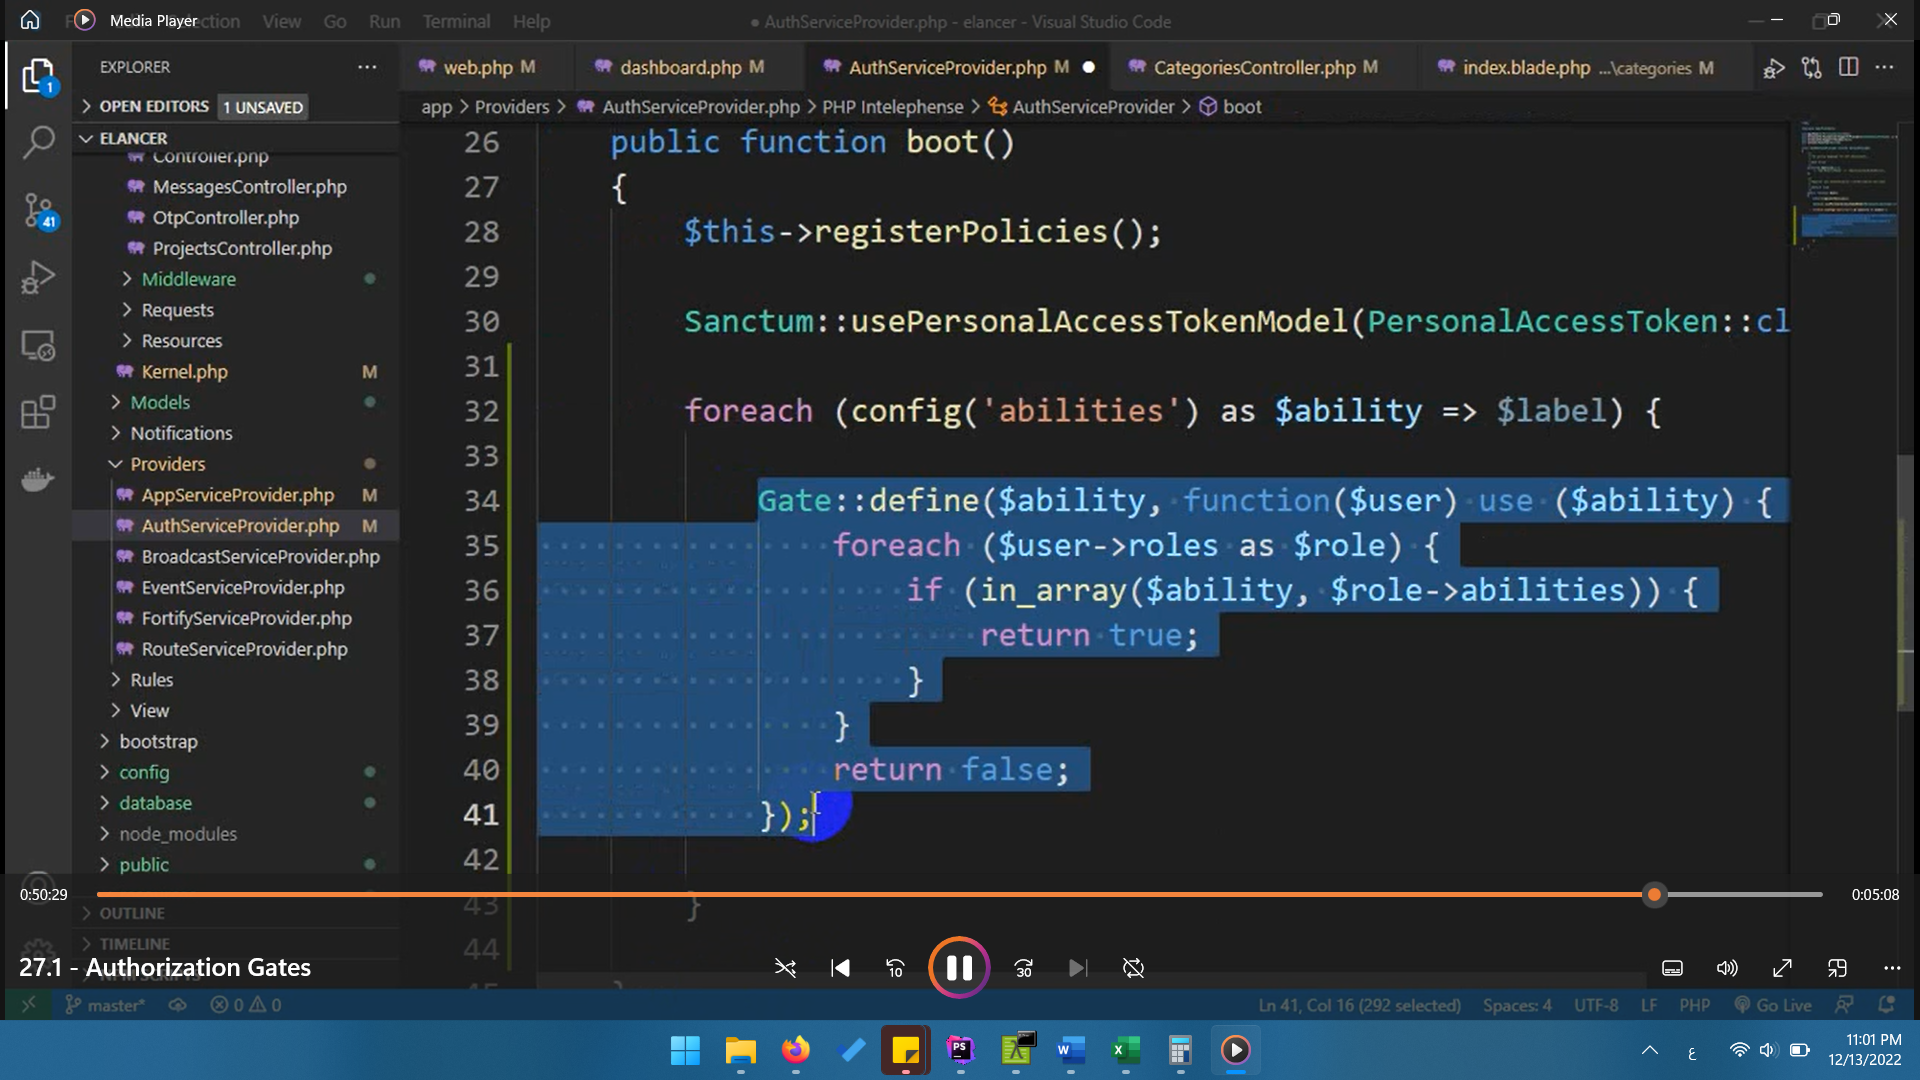 Media Player
Selection View Go Run Terminal Help
● AuthServiceProvider.php - elancer - Visual Studio Code
EXPLORER
web.php M
dashboard.php M
AuthServiceProvider.php M ●
CategoriesController.php M
index.blade.php ...\categories M
1
OPEN EDITORS 1 UNSAVED
app > Providers > AuthServiceProvider.php > PHP Intelephense > AuthServiceProvider > boot
ELANCER
Controller.php
MessagesController.php
OtpController.php
ProjectsController.php
Middleware
Requests
Resources
Kernel.php M
Models
Notifications
Providers
AppServiceProvider.php M
AuthServiceProvider.php M
BroadcastServiceProvider.php
EventServiceProvider.php
FortifyServiceProvider.php
RouteServiceProvider.php
Rules
View
bootstrap
config
database
node_modules
public
OUTLINE
TIMELINE
41
26 public function boot()
27 {
28 $this->registerPolicies();
29
30 Sanctum::usePersonalAccessTokenModel(PersonalAccessToken::cl
31
32 foreach (config('abilities') as $ability => $label) {
33
34 Gate::define($ability, function($user) use ($ability) {
35 foreach ($user->roles as $role) {
36 if (in_array($ability, $role->abilities)) {
37 return true;
38 }
39 }
40 return false;
41 });
42
43 }
44
45 }
0:50:29
0:05:08
27.1 - Authorization Gates
10
30
master*
0 0
Ln 41, Col 16 (292 selected)
Spaces: 4
UTF-8
LF
PHP
Go Live
PS
W
X
ع
11:01 PM
12/13/2022